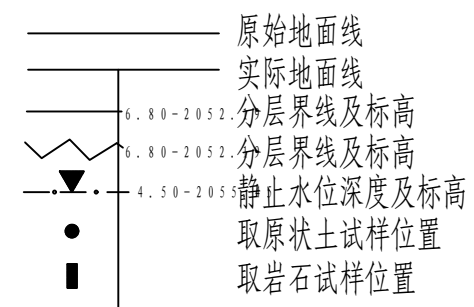 原始地面线
实际地面线
6.80-2052. 分层界线及标高
6.80-2052. 分层界线及标高
4.50-2055 静止水位深度及标高
取原状土试样位置
取岩石试样位置